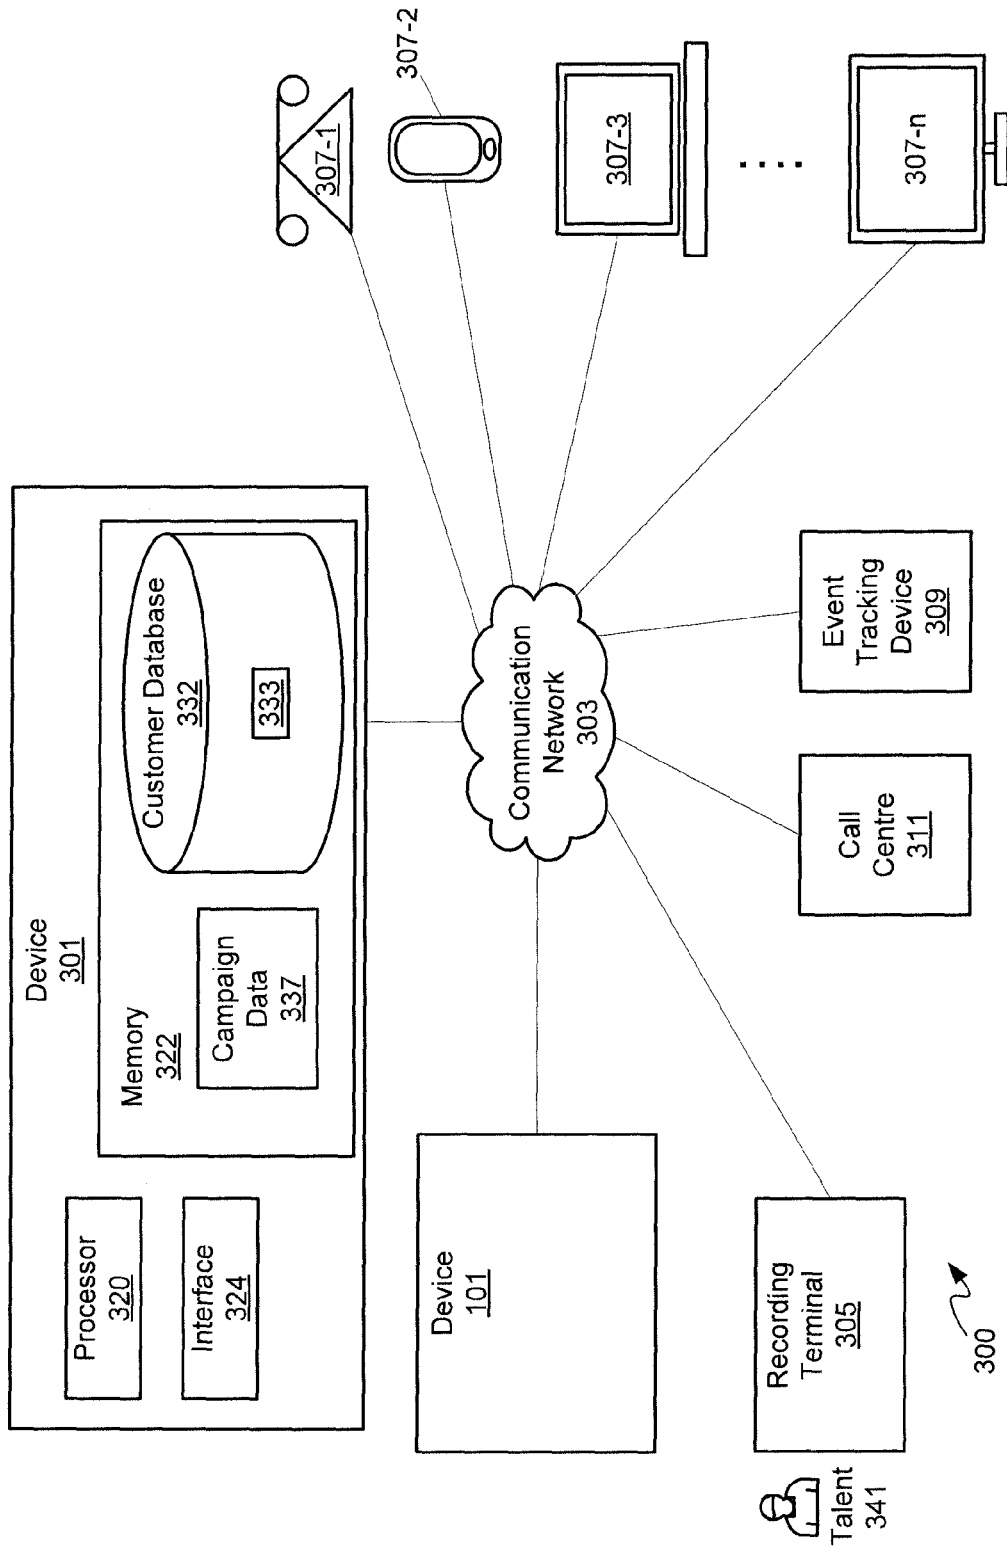 Device
301
Processor
320
Interface
324
Memory
322
Campaign
Data
337
Customer Database
332
333
Device
101
Communication
Network
303
307-1
307-2
307-3
307-n
Recording
Terminal
305
Talent
341
Call
Centre
311
Event
Tracking
Device
309
300